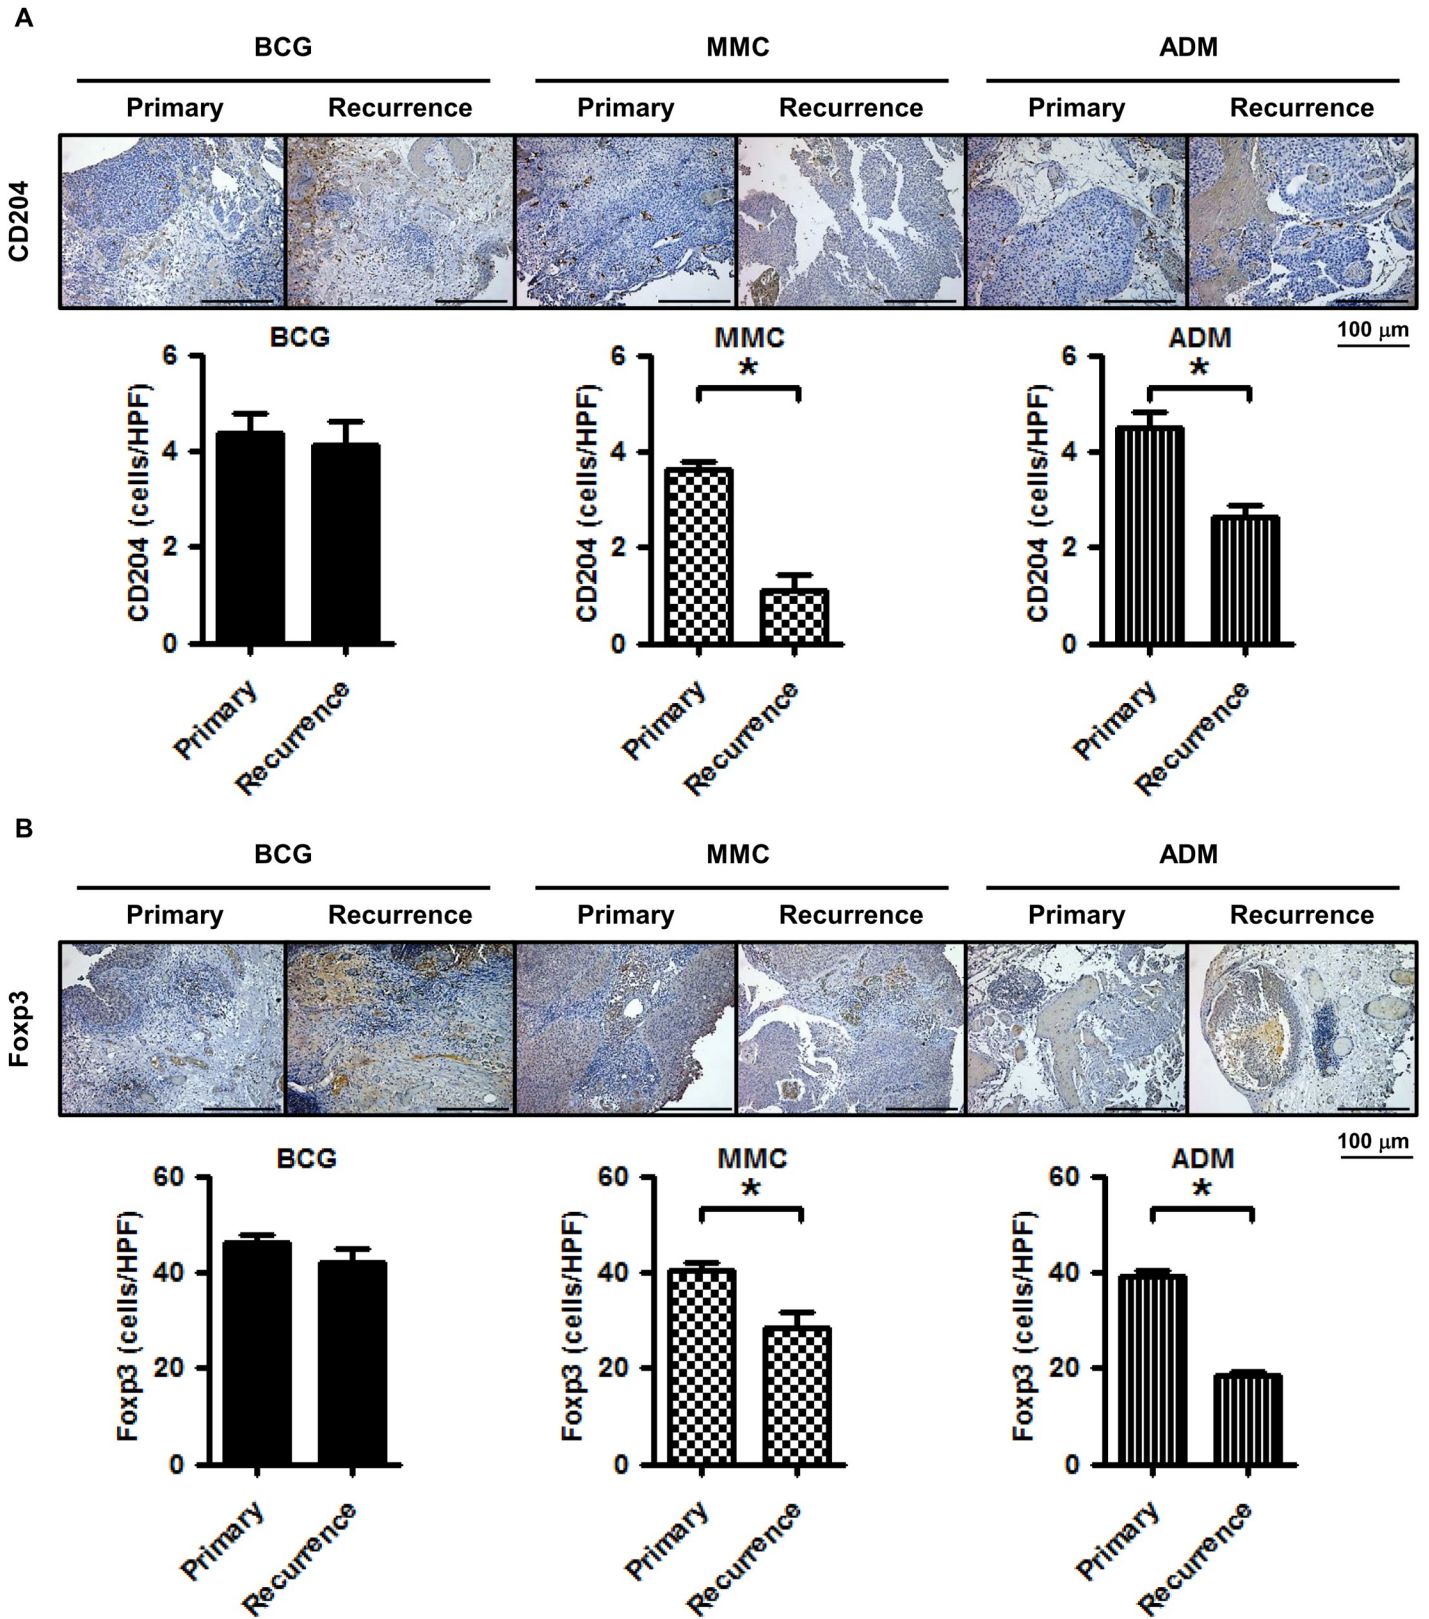 A
BCG MMC ADM
Primary Recurrence Primary Recurrence Primary Recurrence
CD204
100 µm
BCG MMC ADM
* *
6 6 6
4 4 4
2 2 2
0 0 0
CD204 (cells/HPF) CD204 (cells/HPF) CD204 (cells/HPF)
Primary Recurrence Primary Recurrence Primary Recurrence
B
BCG MMC ADM
Primary Recurrence Primary Recurrence Primary Recurrence
Foxp3
100 µm
BCG MMC ADM
* *
60 60 60
40 40 40
20 20 20
0 0 0
Foxp3 (cells/HPF) Foxp3 (cells/HPF) Foxp3 (cells/HPF)
Primary Recurrence Primary Recurrence Primary Recurrence